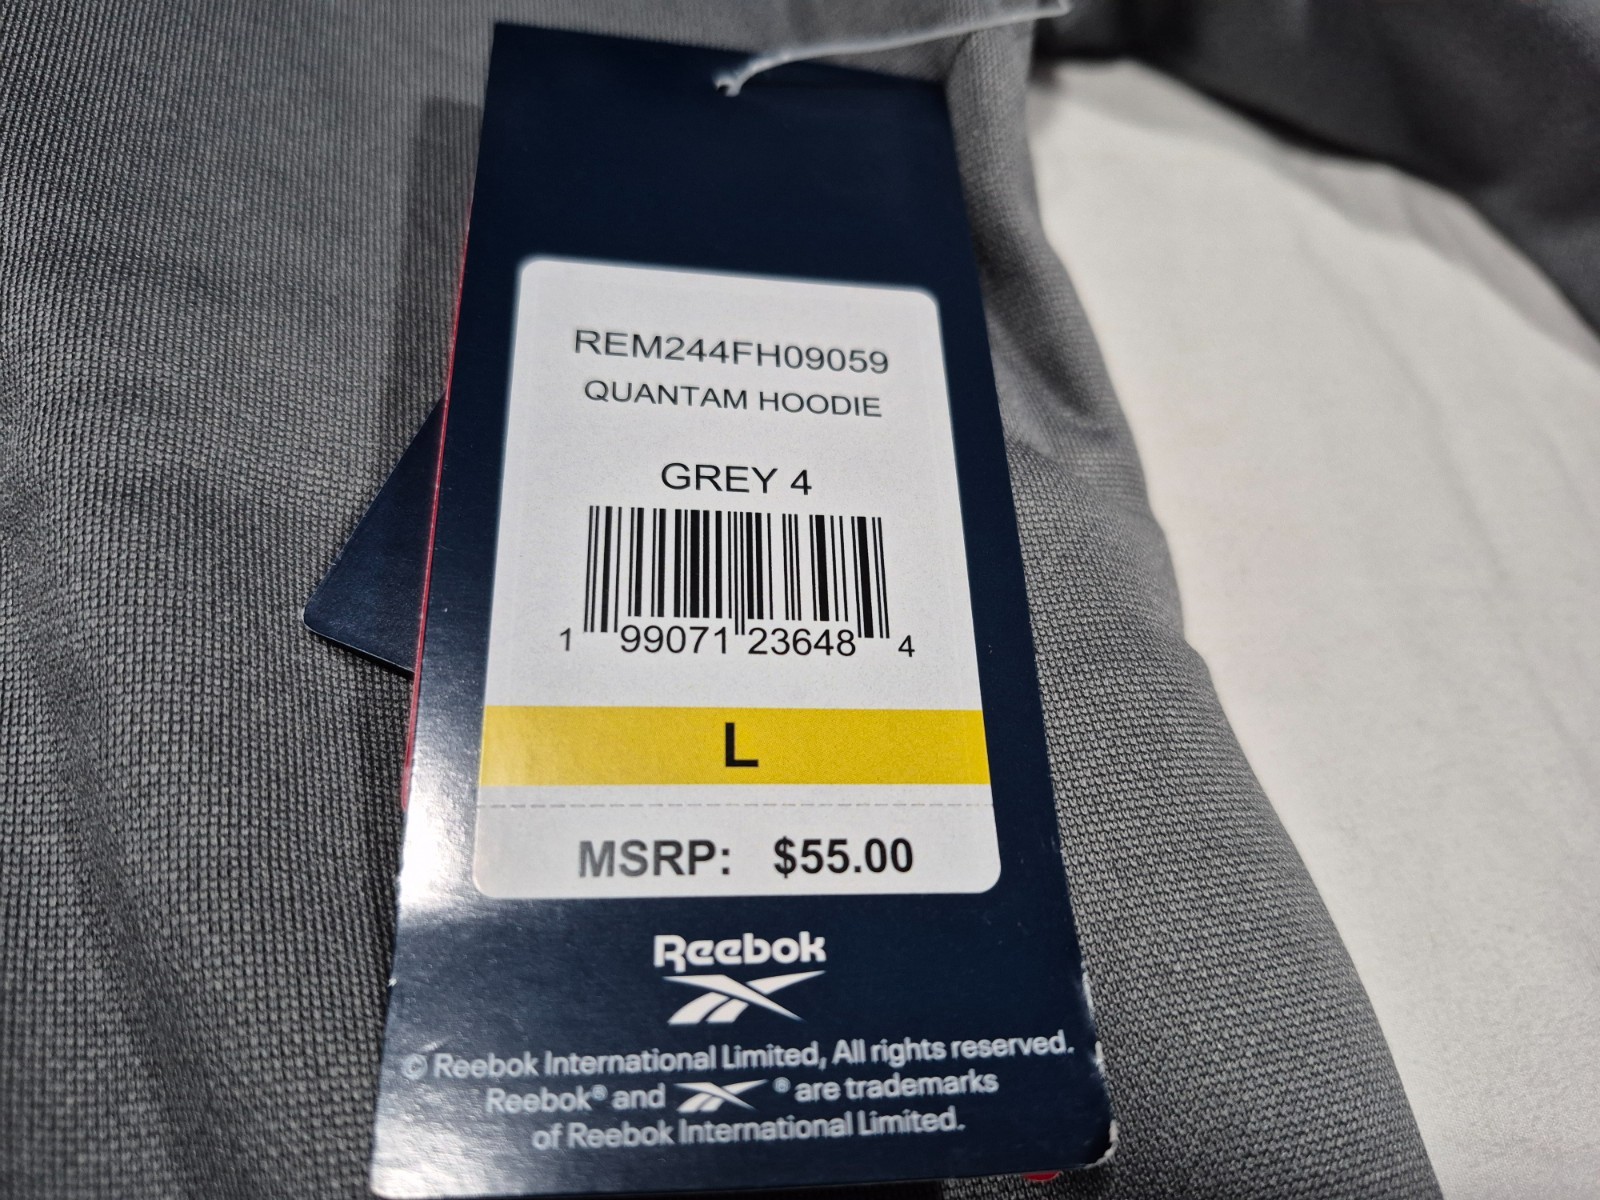 REM244FH09059
QUANTAM HOODIE
GREY 4
1 99071 23648 4
L
MSRP: $55.00
Reebok
© Reebok International Limited, All rights reserved.
Reebok® and ® are trademarks
of Reebok International Limited.